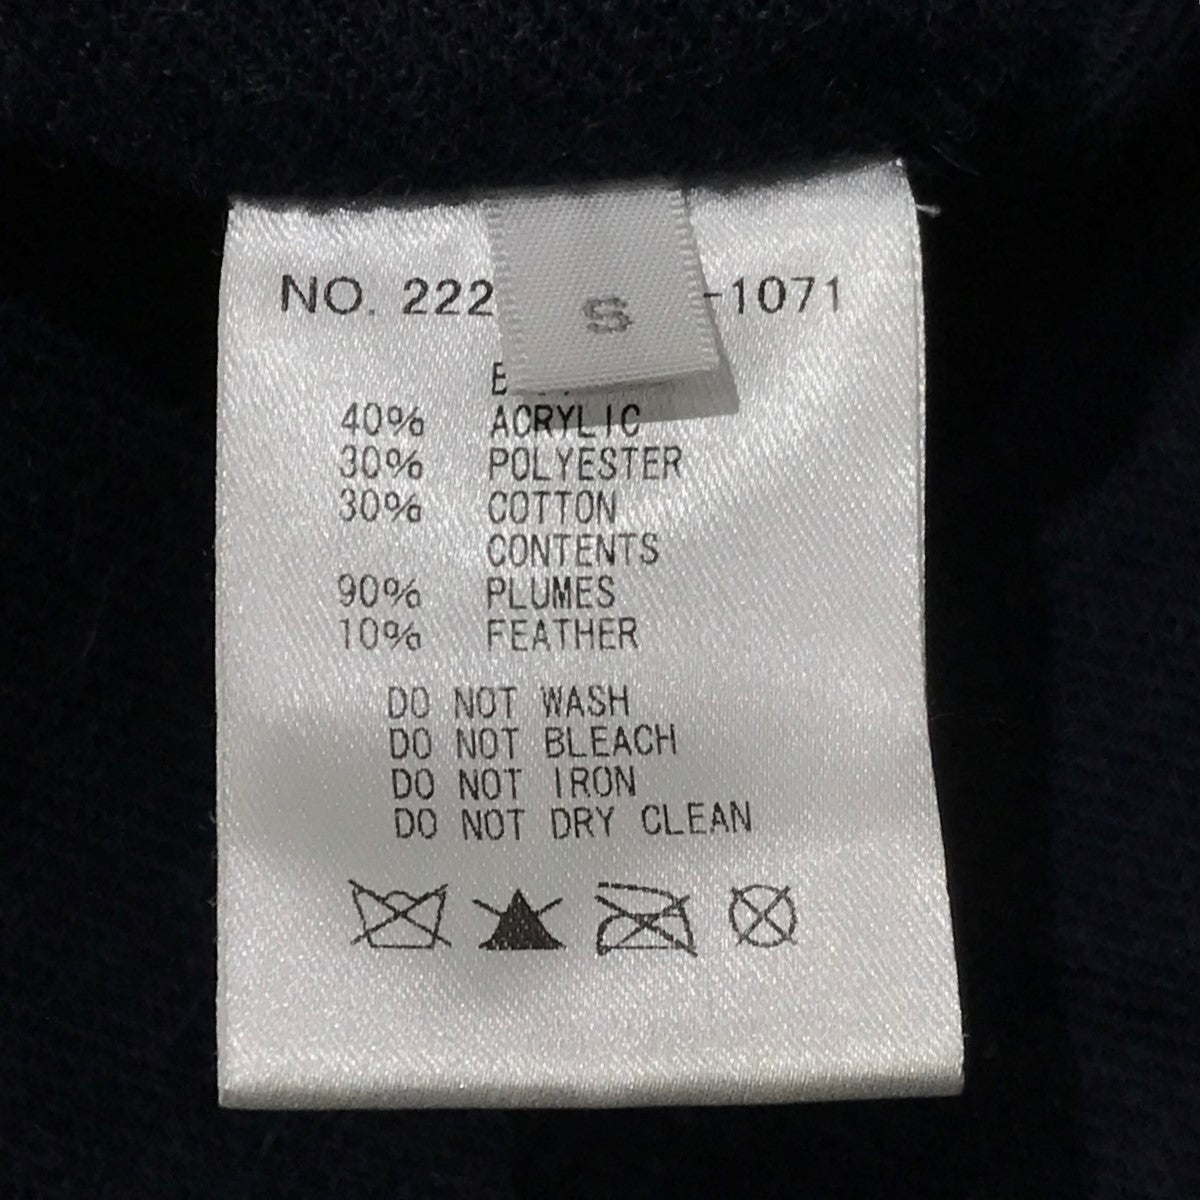 NO. 222 -1071
S
40% ACRYLIC
30% POLYESTER
30% COTTON
CONTENTS
90% PLUMES
10% FEATHER
DO NOT WASH
DO NOT BLEACH
DO NOT IRON
DO NOT DRY CLEAN